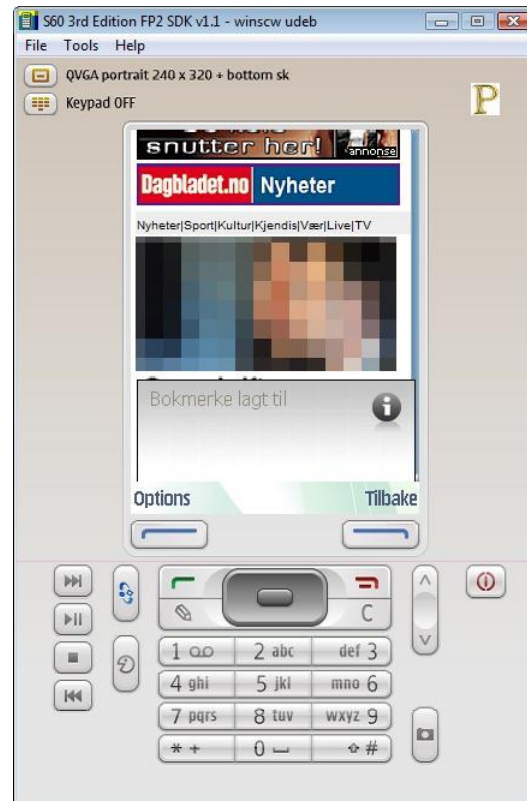 S60 3rd Edition FP2 SDK v1.1 - winscw udeb
File Tools Help
QVGA portrait 240 x 320 + bottom sk
Keypad OFF
P
snutter her!
annonse
Dagbladet.no Nyheter
Nyheter|Sport|Kultur|Kjendis|Vær|Live|TV
Bokmerke lagt til
Options Tilbake
C
1 2 abc def 3
4 ghi 5 jkl mno 6
7 pqrs 8 tuv wxyz 9
* + 0 #